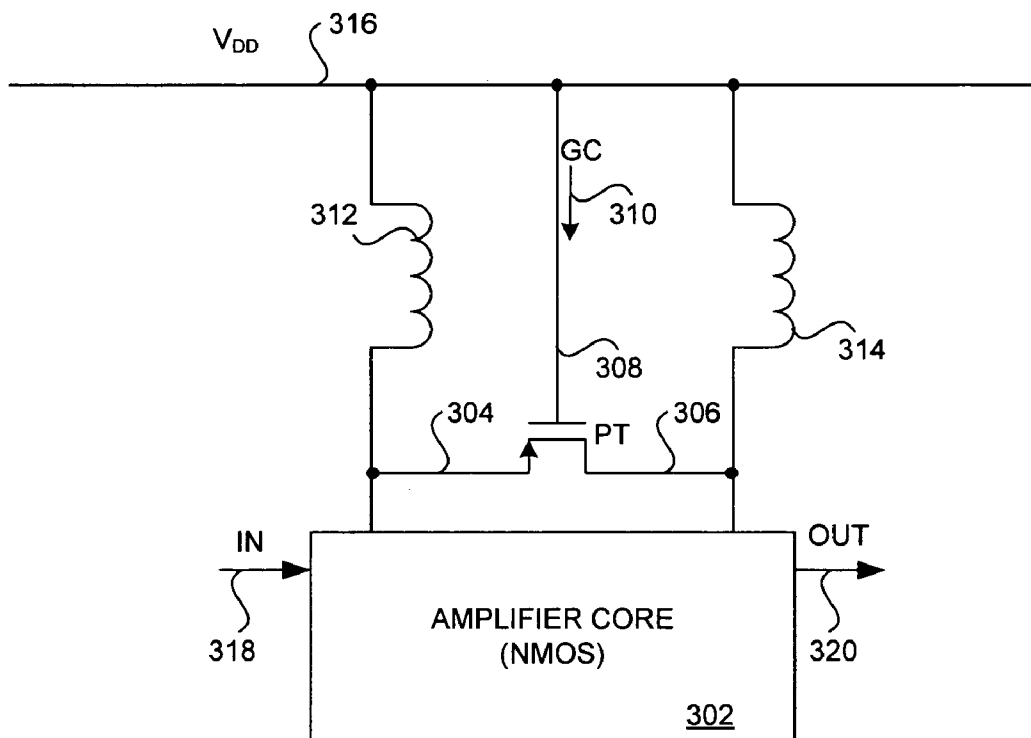 316
V_DD
GC
312
310
308
314
304
PT
306
IN
OUT
318
AMPLIFIER CORE
(NMOS)
320
302